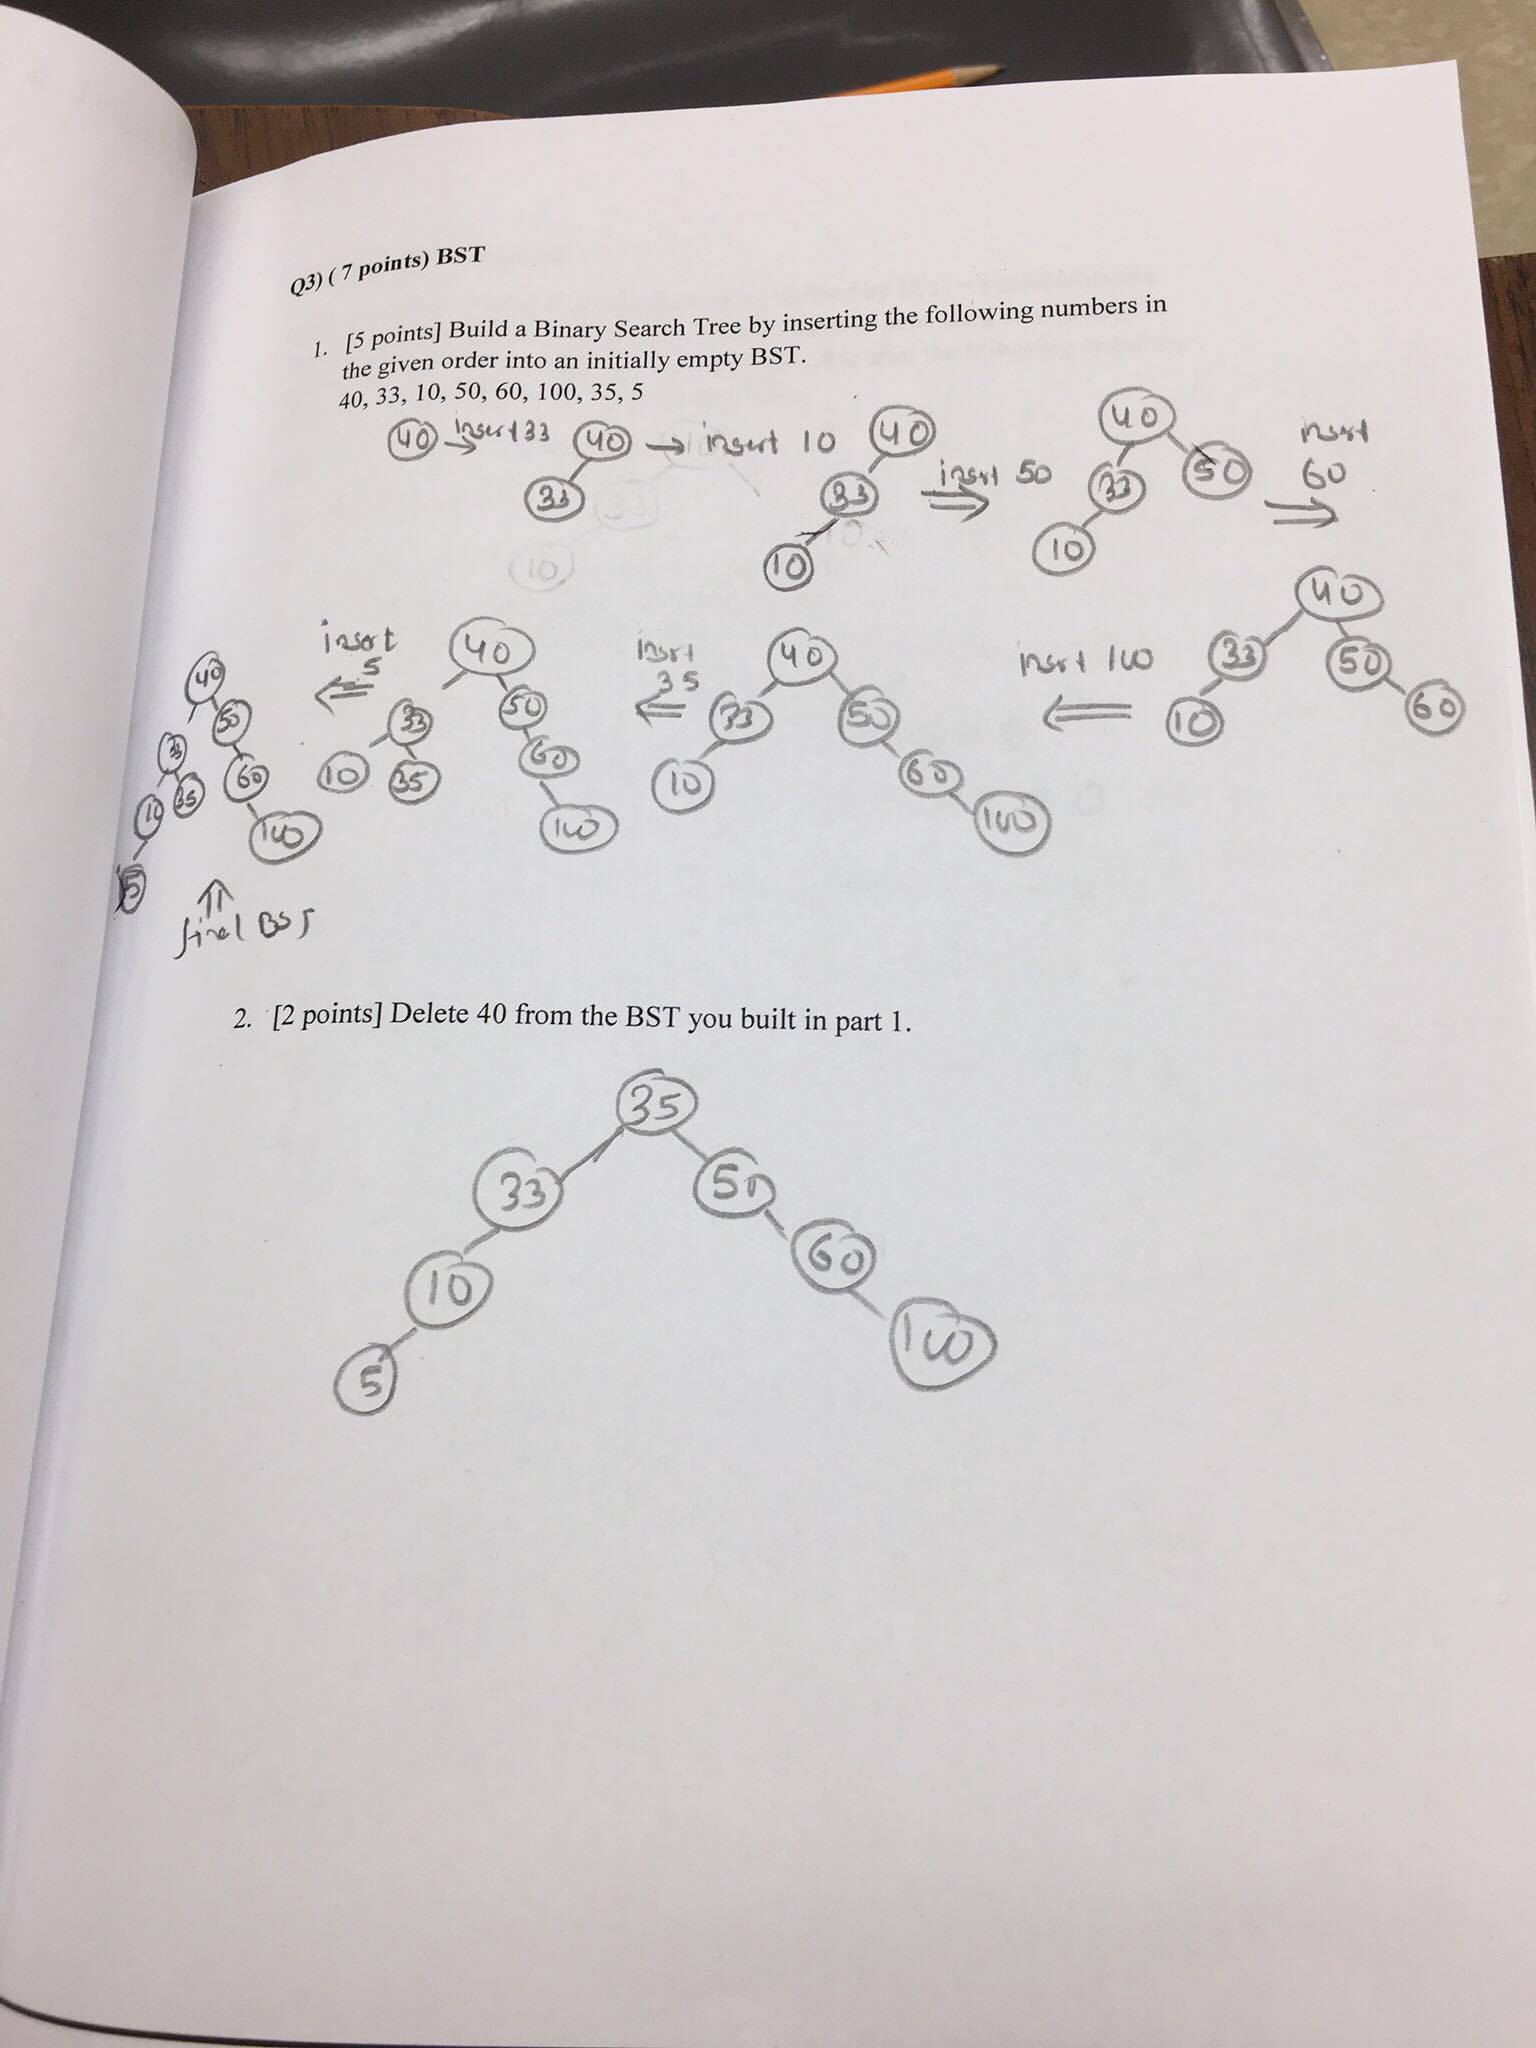 Q3) ( 7 points) BST
1. [5 points] Build a Binary Search Tree by inserting the following numbers in
the given order into an initially empty BST.
40, 33, 10, 50, 60, 100, 35, 5
40 → insert 33 40 → insert 10 40 insert 50 40 insert 60
33 33 33 50
10 10
40 insert 5 40 insert 35 40 insert 100 40
33 50 33 50 33 50 33 50
10 35 60 10 35 60 10 60 10 60
5 100 100 100
final BST
2. [2 points] Delete 40 from the BST you built in part 1.
35
33 50
10 60
5 100